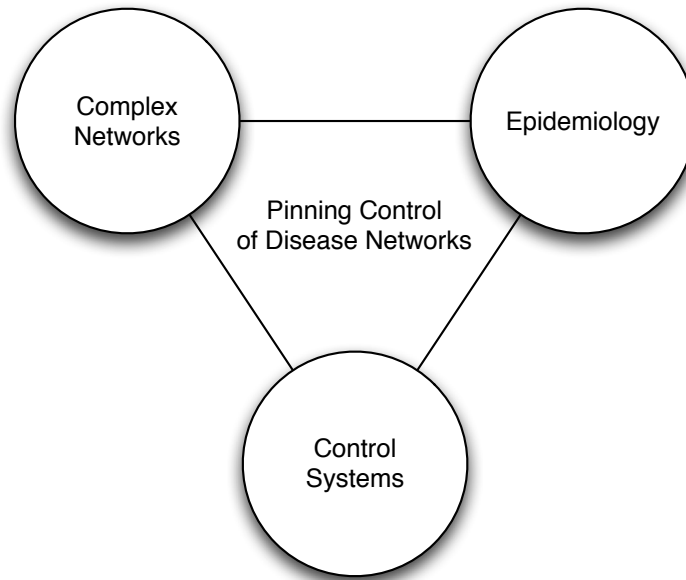 Complex
Networks
Epidemiology
Pinning Control
of Disease Networks
Control
Systems